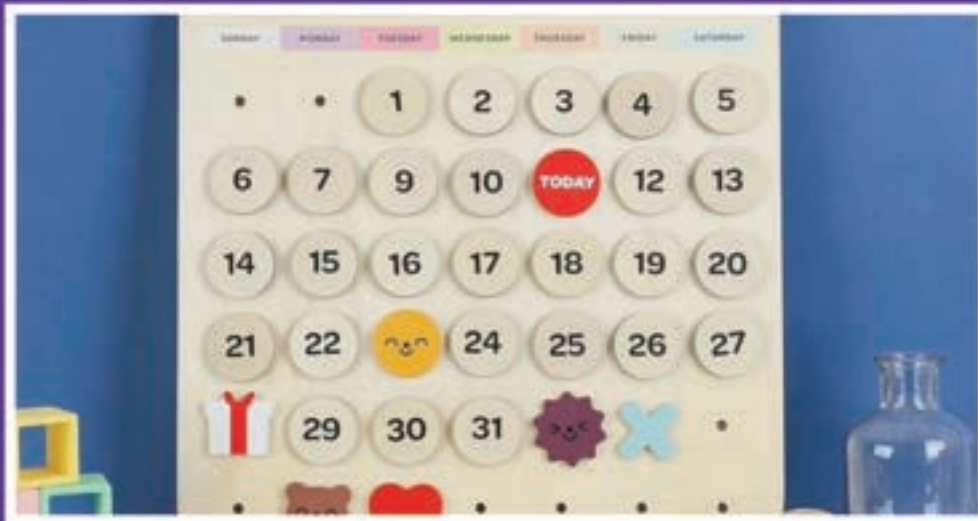 SUNDAY MONDAY TUESDAY WEDNESDAY THURSDAY FRIDAY SATURDAY
1 2 3 4 5
6 7 9 10 TODAY 12 13
14 15 16 17 18 19 20
21 22 24 25 26 27
29 30 31